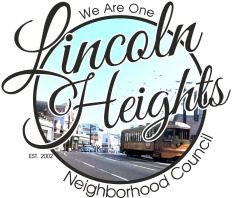 We Are One
Lincoln
Heights
EST. 2002
Neighborhood Council